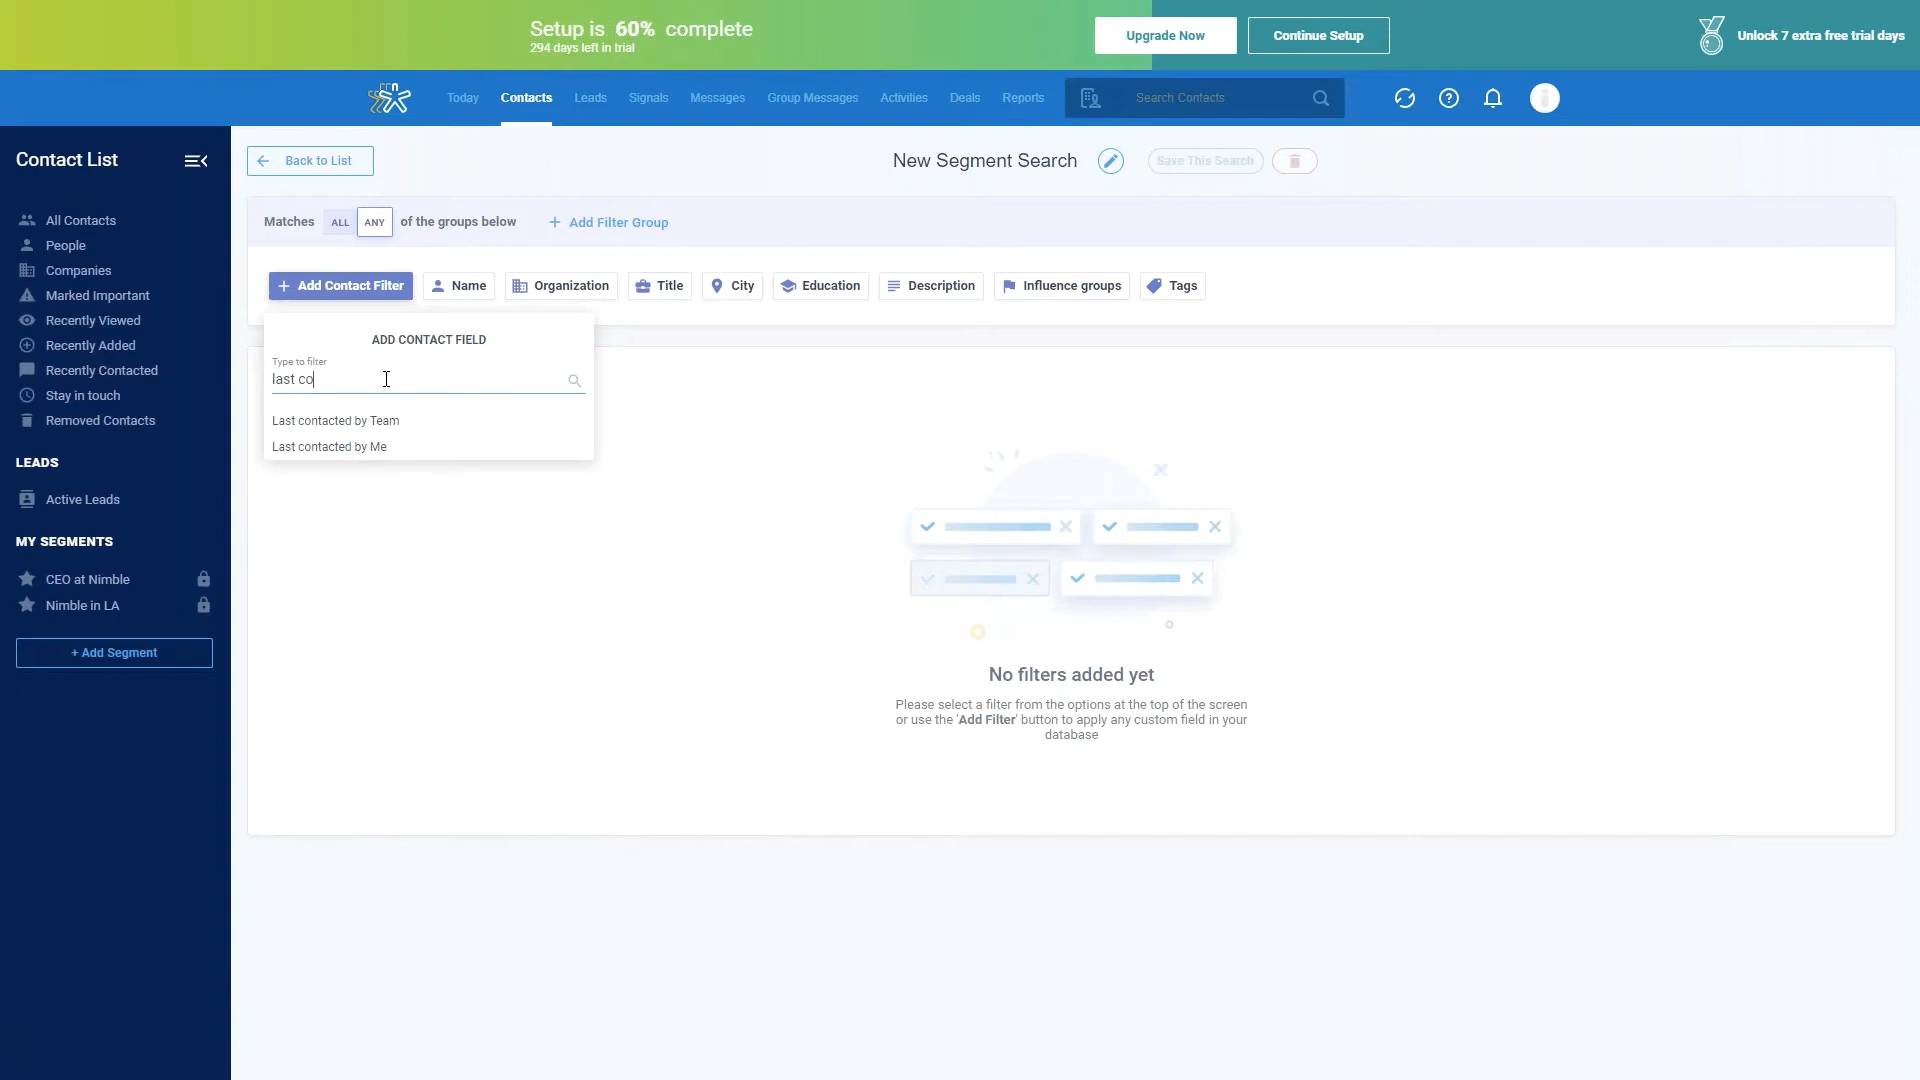 Setup is 60% complete
294 days left in trial
Upgrade Now
Continue Setup
Unlock 7 extra free trial days
Today
Contacts
Leads
Signals
Messages
Group Messages
Activities
Deals
Reports
Search Contacts
Contact List
All Contacts
People
Companies
Marked Important
Recently Viewed
Recently Added
Recently Contacted
Stay in touch
Removed Contacts
LEADS
Active Leads
MY SEGMENTS
CEO at Nimble
Nimble in LA
+ Add Segment
Back to List
New Segment Search
Save This Search
Matches ALL ANY of the groups below
+ Add Filter Group
+ Add Contact Filter
Name
Organization
Title
City
Education
Description
Influence groups
Tags
ADD CONTACT FIELD
Type to filter
last co
Last contacted by Team
Last contacted by Me
No filters added yet
Please select a filter from the options at the top of the screen
or use the 'Add Filter' button to apply any custom field in your
database